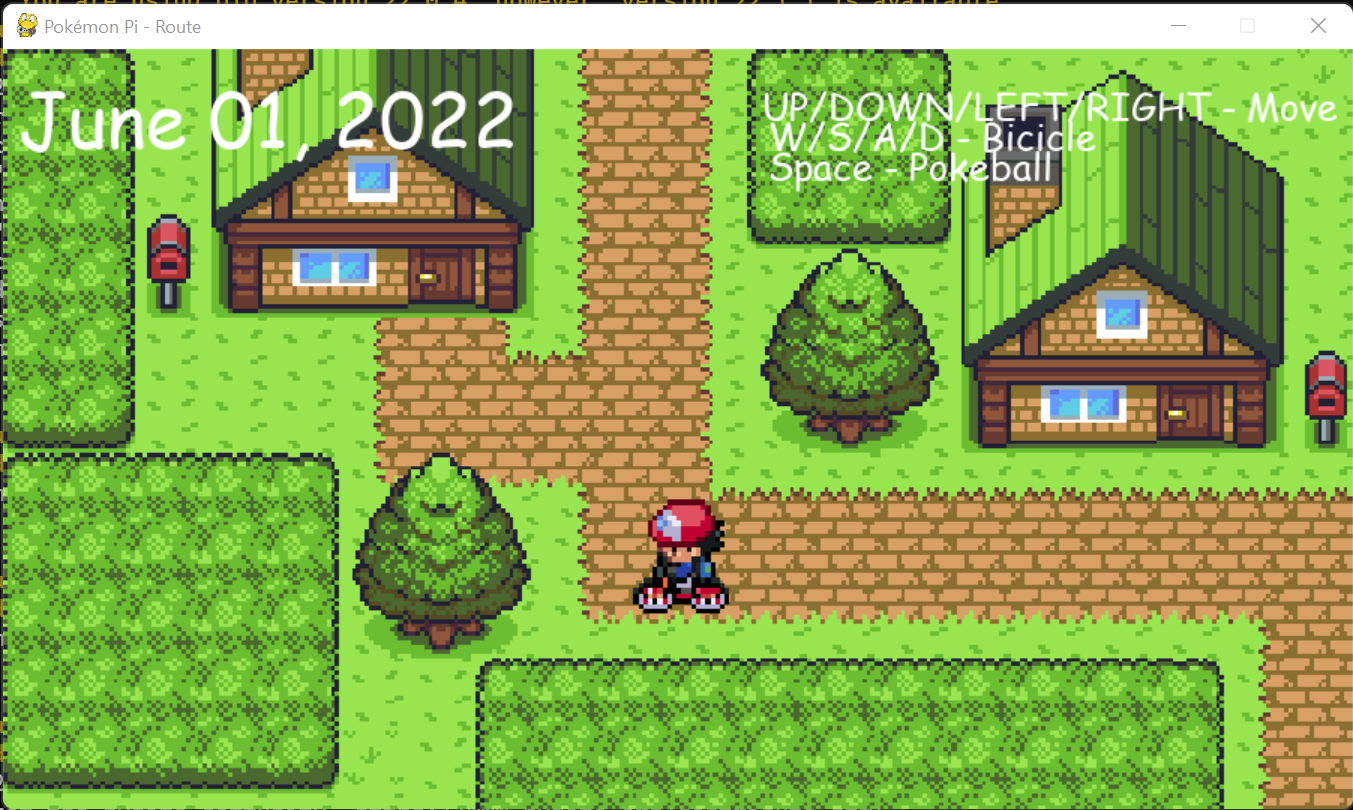 Pokémon Pi - Route
June 01, 2022
UP/DOWN/LEFT/RIGHT - Move
W/S/A/D - Bicicle
Space - Pokeball